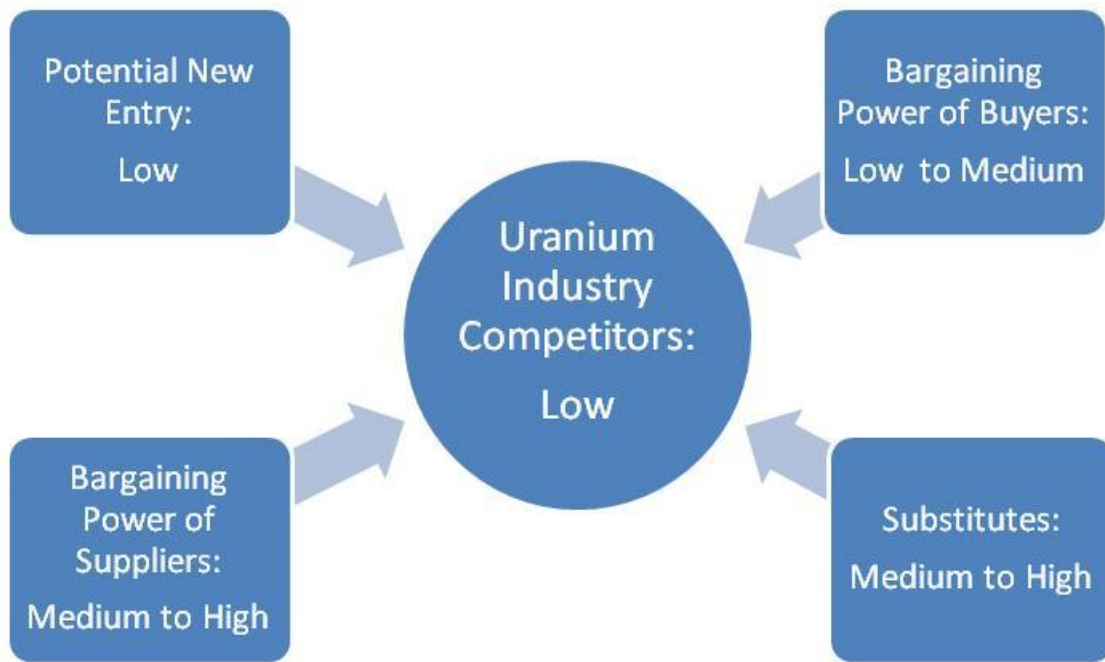 Potential New
Entry:
Low
Bargaining
Power of Buyers:
Low to Medium
Uranium
Industry
Competitors:
Low
Bargaining
Power of
Suppliers:
Medium to High
Substitutes:
Medium to High